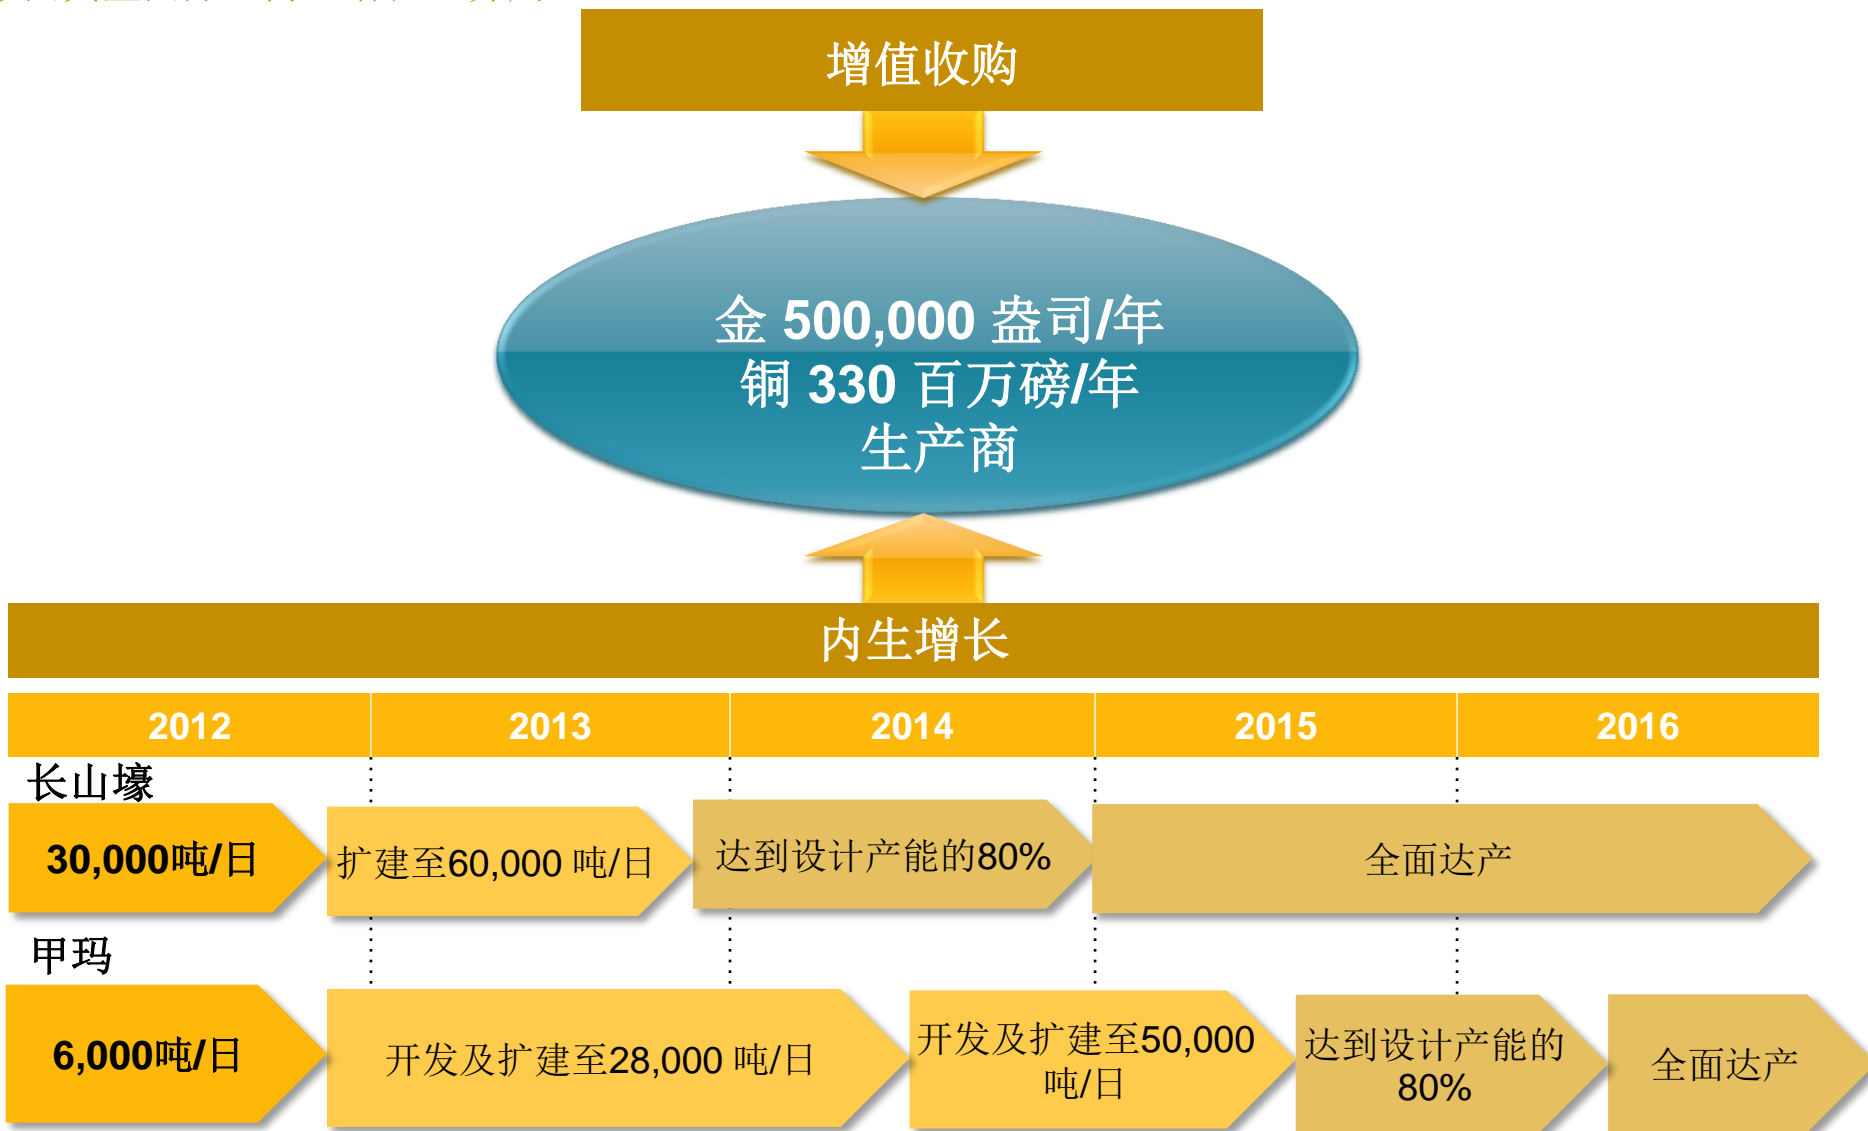 增值收购
金 500,000 盎司/年
铜 330 百万磅/年
生产商
内生增长
2012 2013 2014 2015 2016
长山壕
30,000吨/日 扩建至60,000 吨/日 达到设计产能的80% 全面达产
甲玛
6,000吨/日 开发及扩建至28,000 吨/日
开发及扩建至50,000
吨/日
达到设计产能的
80%
全面达产